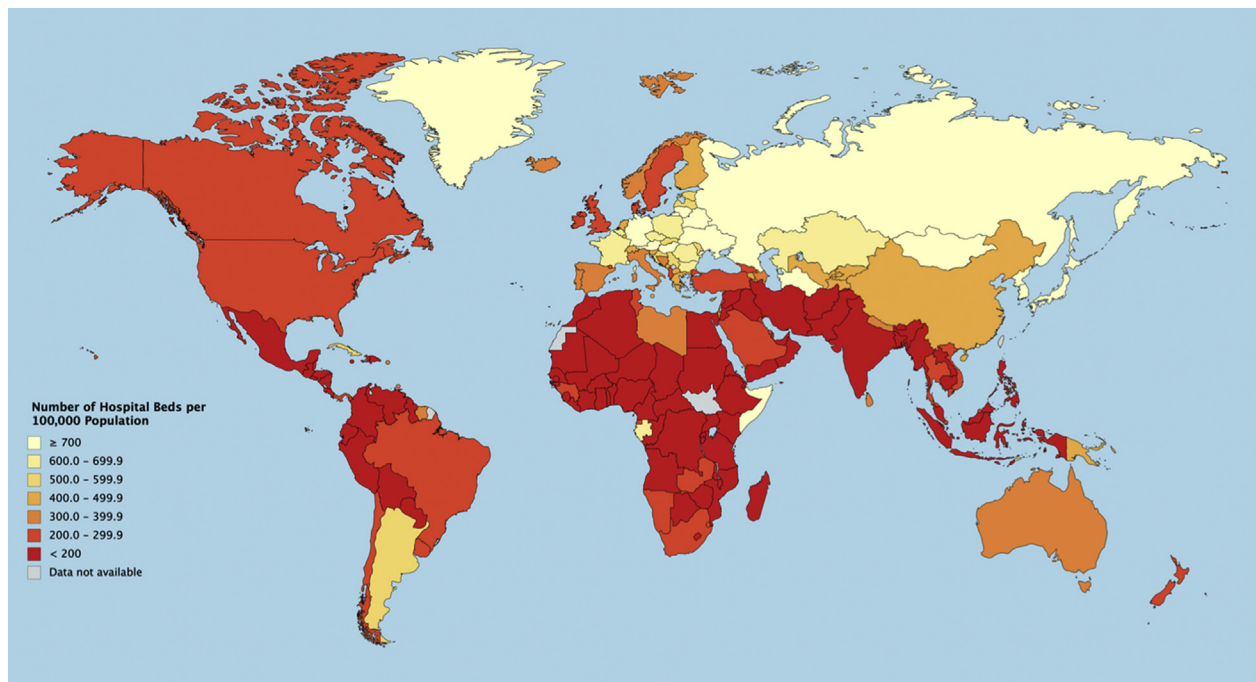 Number of Hospital Beds per
100,000 Population
≥ 700
600.0 – 699.9
500.0 – 599.9
400.0 – 499.9
300.0 – 399.9
200.0 – 299.9
< 200
Data not available